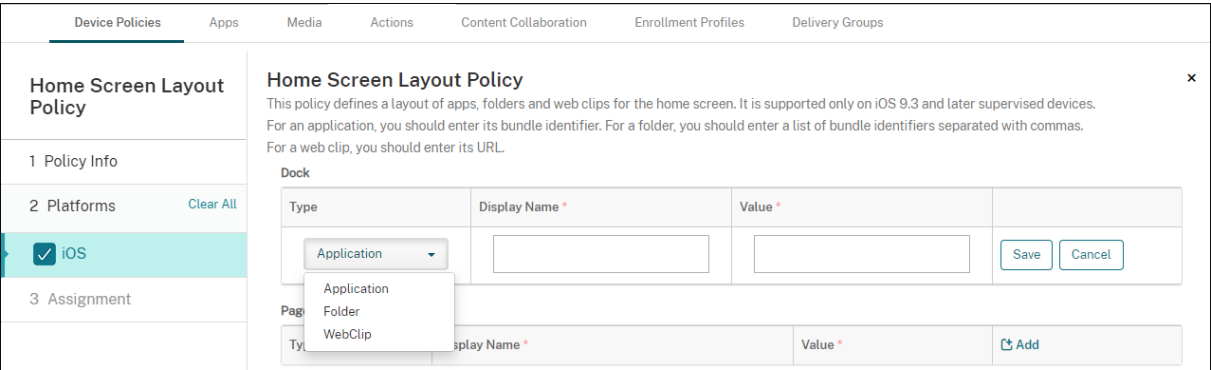 Device Policies Apps Media Actions Content Collaboration Enrollment Profiles Delivery Groups
Home Screen Layout Policy
1 Policy Info
2 Platforms Clear All
iOS
3 Assignment
Home Screen Layout Policy ×
This policy defines a layout of apps, folders and web clips for the home screen. It is supported only on iOS 9.3 and later supervised devices.
For an application, you should enter its bundle identifier. For a folder, you should enter a list of bundle identifiers separated with commas.
For a web clip, you should enter its URL.
Dock
Type Display Name * Value *
Application Save Cancel
Application
Folder
WebClip
Value * Add